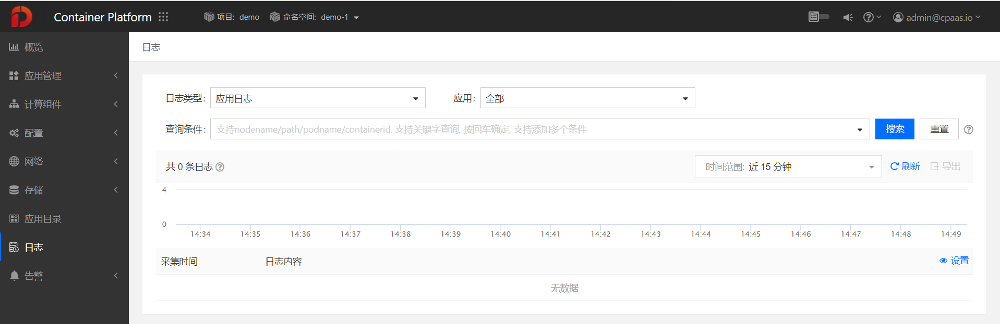 Container Platform
项目: demo
命名空间: demo-1
admin@cpaas.io
概览
应用管理
计算组件
配置
网络
存储
应用目录
日志
告警
日志
日志类型: 应用日志
应用: 全部
查询条件: 支持nodename/path/podname/containerid, 支持关键字查询, 按回车确定, 支持添加多个条件
搜索
重置
共 0 条日志
时间范围: 近 15 分钟
刷新
导出
4
0
14:34 14:35 14:36 14:37 14:38 14:39 14:40 14:41 14:42 14:43 14:44 14:45 14:46 14:47 14:48 14:49
采集时间 日志内容 设置
无数据